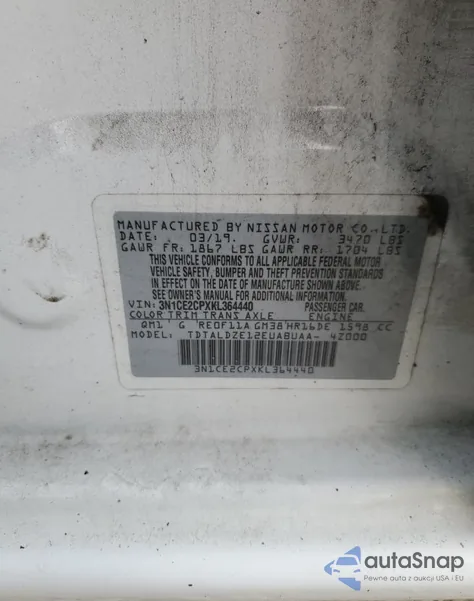 MANUFACTURED BY NISSAN MOTOR CO.,LTD.
DATE: 03/19. GVWR: 3470 LBS
GAWR FR: 1867 LBS GAWR RR: 1704 LBS
THIS VEHICLE CONFORMS TO ALL APPLICABLE FEDERAL MOTOR
VEHICLE SAFETY, BUMPER AND THEFT PREVENTION STANDARDS
IN EFFECT ON THE DATE OF MANUFACTURE SHOWN ABOVE.
SEE OWNER'S MANUAL FOR ADDITIONAL INFORMATION
VIN: 3N1CE2CPXKL364440 PASSENGER CAR.
COLOR TRIM TRANS AXLE ENGINE
QM1 G RE0F11A GM38 HR16DE 1598 CC
MODEL: TDTALDZE12EUABUAA- 4Z000
3N1CE2CPXKL364440
autoSnap
Pewne auta z aukcji USA i EU